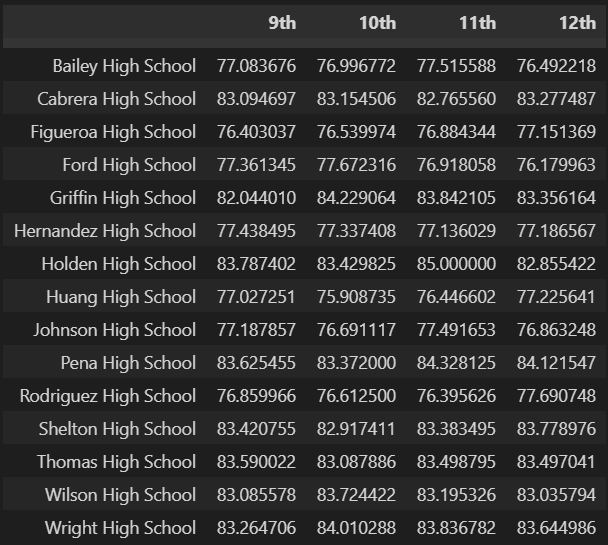 9th 10th 11th 12th
Bailey High School 77.083676 76.996772 77.515588 76.492218
Cabrera High School 83.094697 83.154506 82.765560 83.277487
Figueroa High School 76.403037 76.539974 76.884344 77.151369
Ford High School 77.361345 77.672316 76.918058 76.179963
Griffin High School 82.044010 84.229064 83.842105 83.356164
Hernandez High School 77.438495 77.337408 77.136029 77.186567
Holden High School 83.787402 83.429825 85.000000 82.855422
Huang High School 77.027251 75.908735 76.446602 77.225641
Johnson High School 77.187857 76.691117 77.491653 76.863248
Pena High School 83.625455 83.372000 84.328125 84.121547
Rodriguez High School 76.859966 76.612500 76.395626 77.690748
Shelton High School 83.420755 82.917411 83.383495 83.778976
Thomas High School 83.590022 83.087886 83.498795 83.497041
Wilson High School 83.085578 83.724422 83.195326 83.035794
Wright High School 83.264706 84.010288 83.836782 83.644986